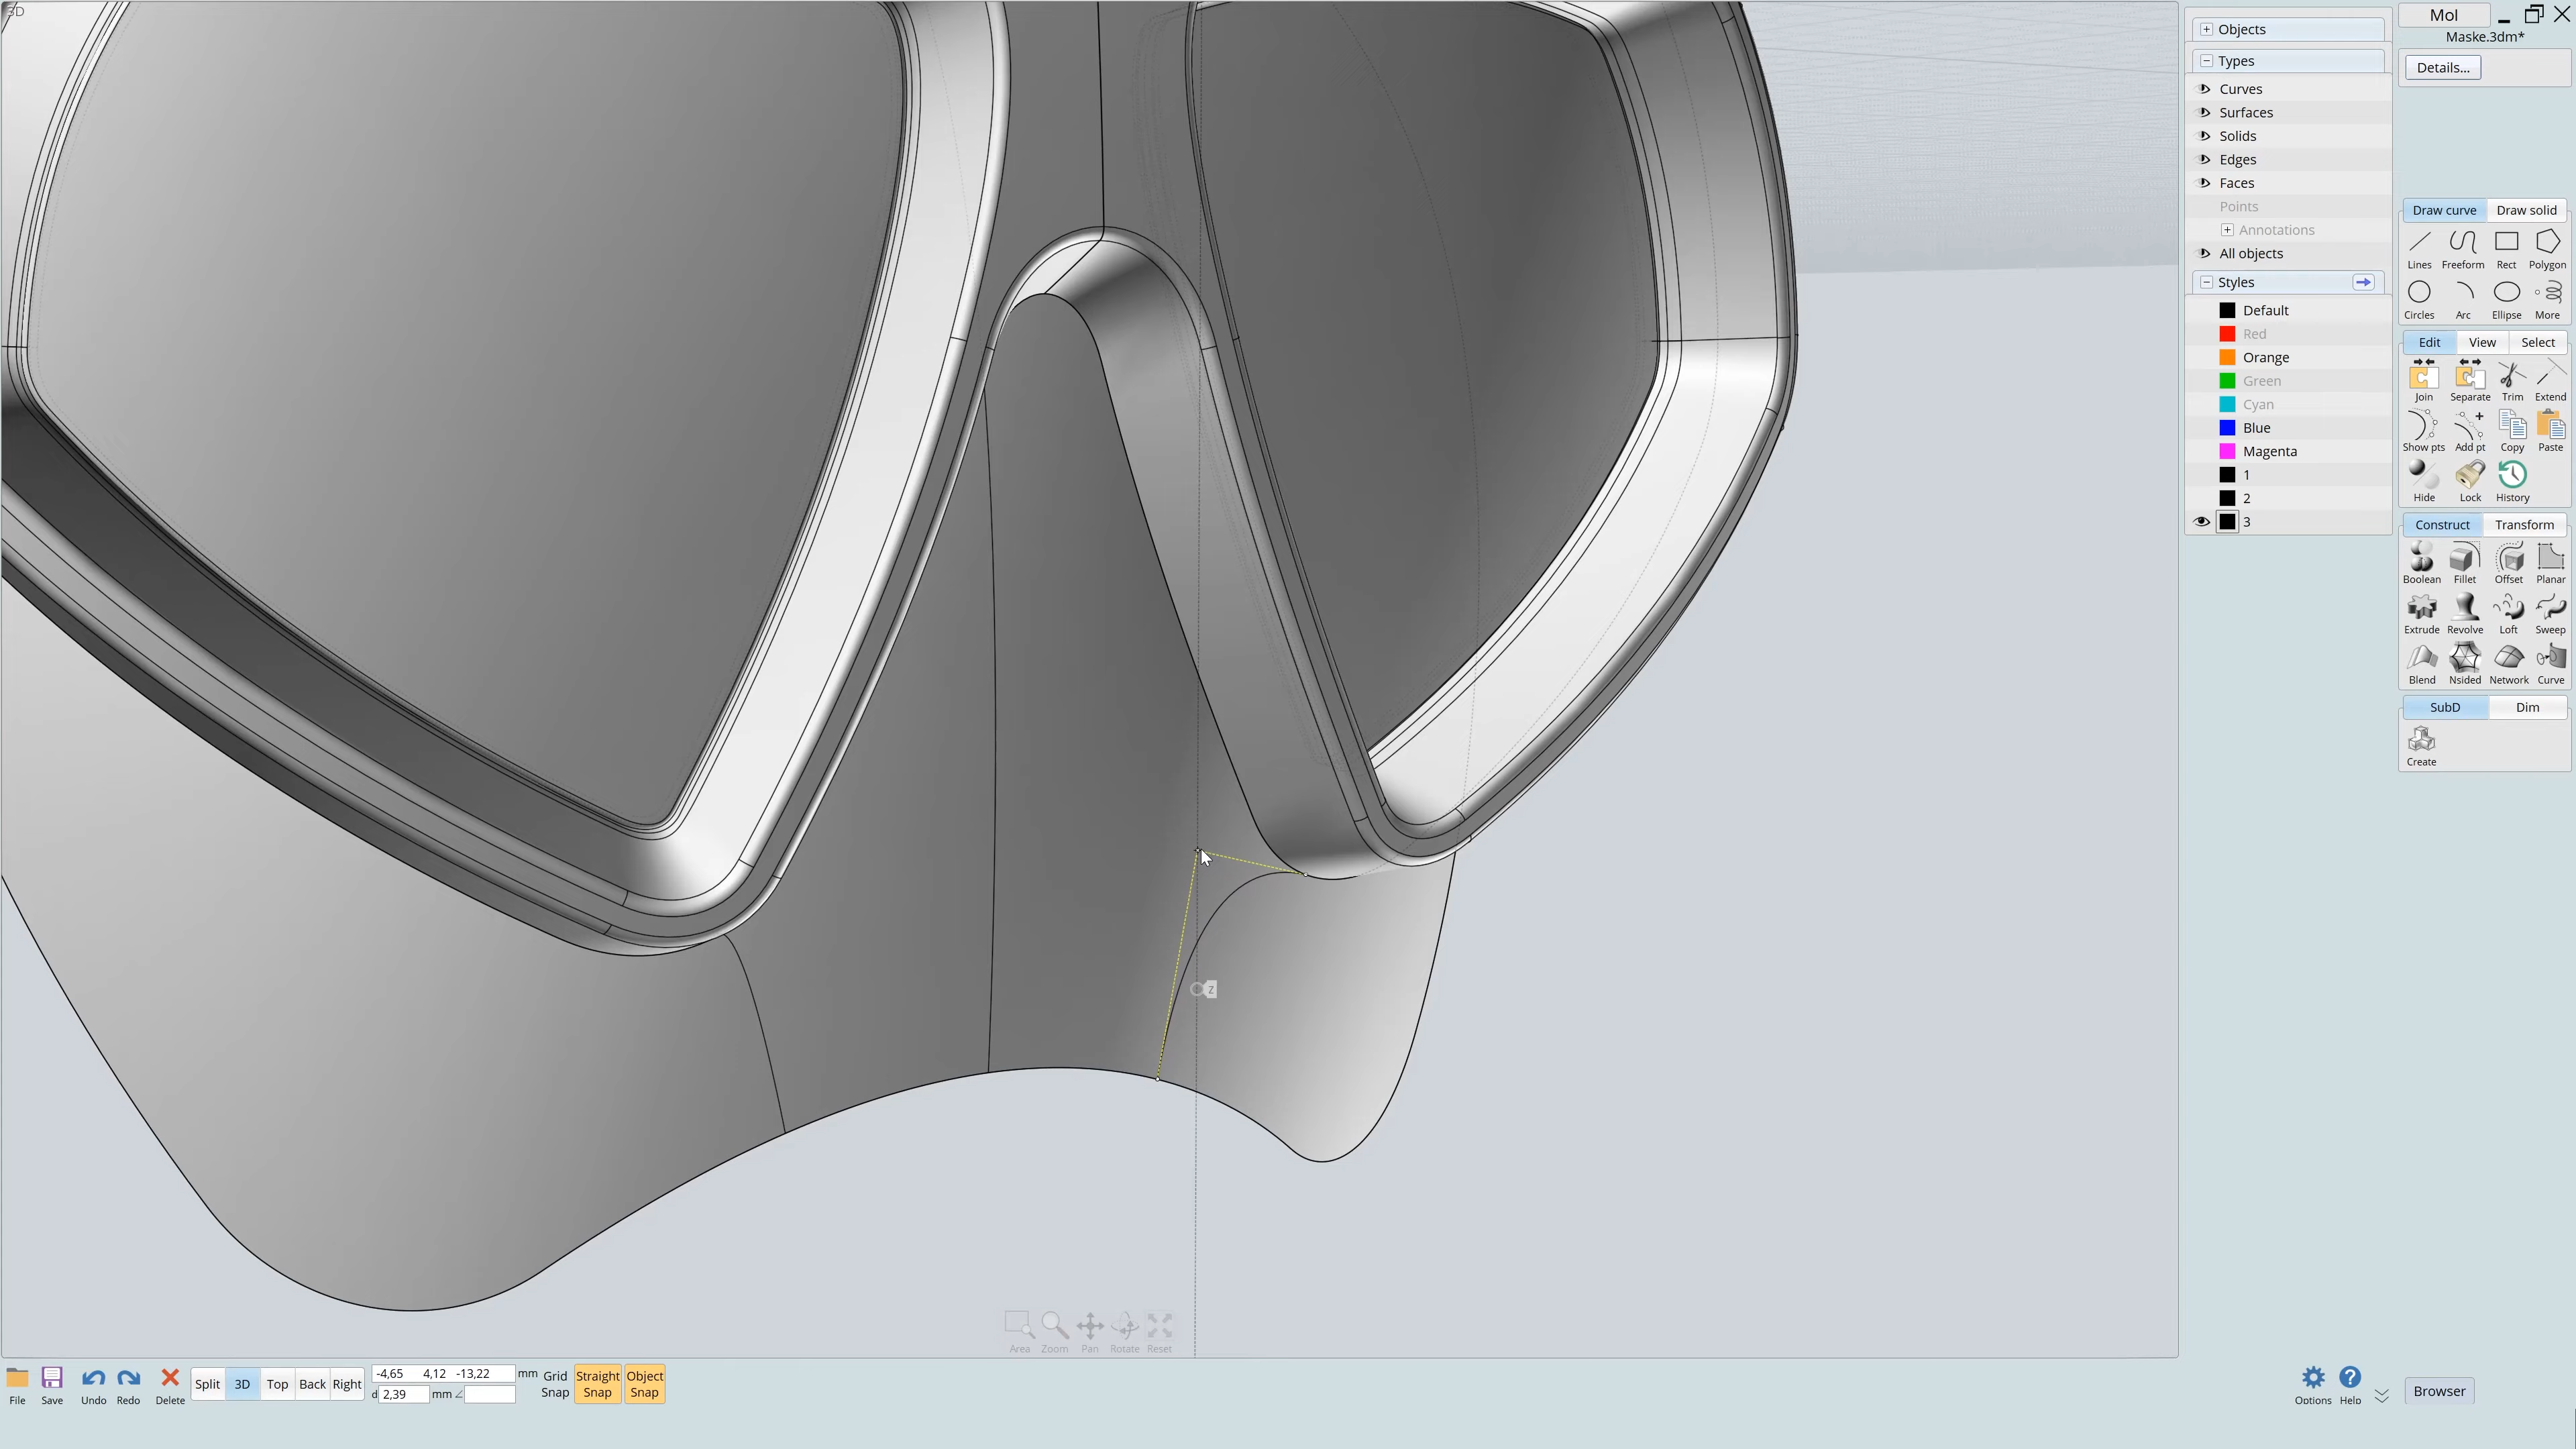 3D
z
Area Zoom Pan Rotate Reset
Objects
Types
Curves
Surfaces
Solids
Edges
Faces
Points
Annotations
All objects
Styles
Default
Red
Orange
Green
Cyan
Blue
Magenta
1
2
3
MoI
Maske.3dm*
Details...
Draw curve Draw solid
Lines Freeform Rect Polygon
Circles Arc Ellipse More
Edit View Select
Join Separate Trim Extend
Show pts Add pt Copy Paste
Hide Lock History
Construct Transform
Boolean Fillet Offset Planar
Extrude Revolve Loft Sweep
Blend Nsided Network Curve
SubD Dim
Create
File Save Undo Redo Delete
Split 3D Top Back Right
-4,65 4,12 -13,22 mm
d 2,39 mm
Grid Snap
Straight Snap
Object Snap
Options Help
Browser